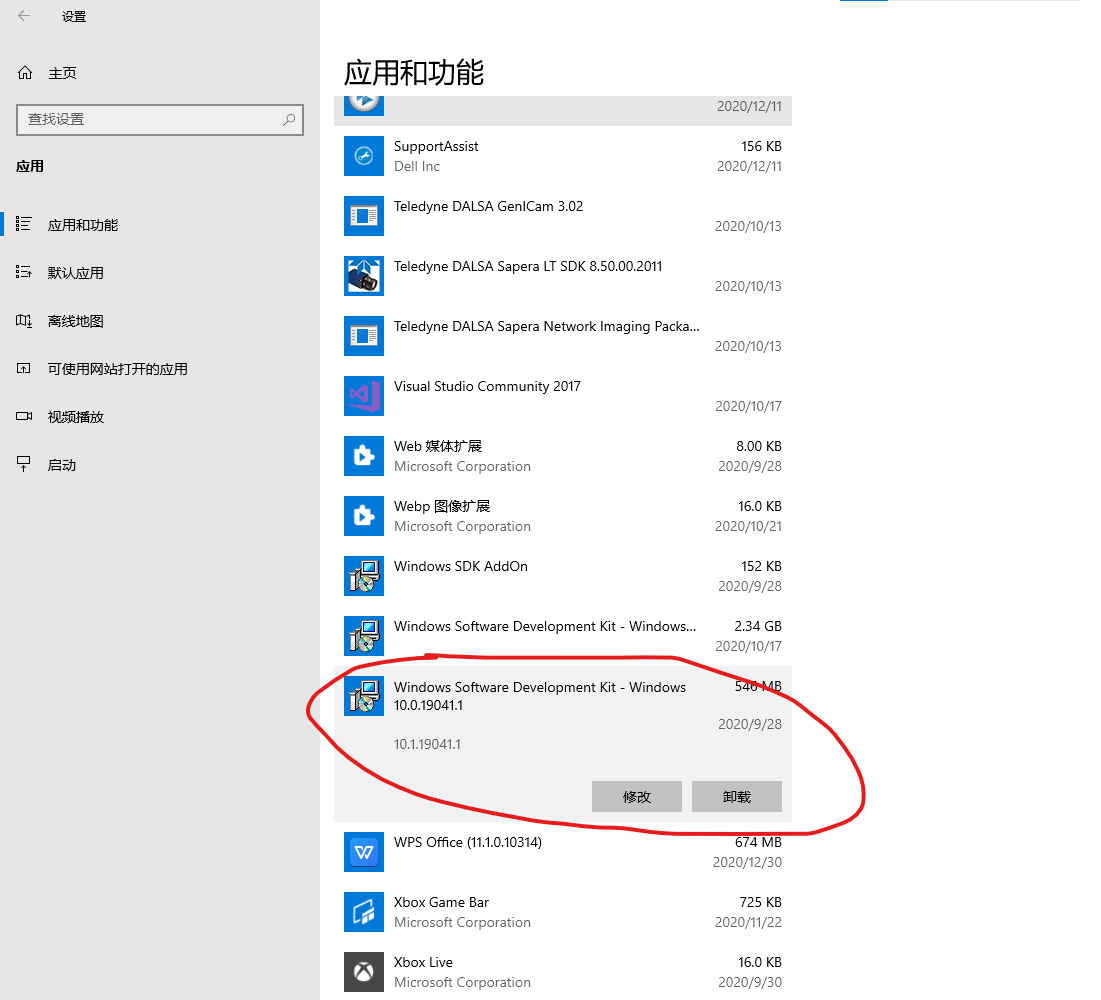 设置
主页
查找设置
应用
应用和功能
默认应用
离线地图
可使用网站打开的应用
视频播放
启动
应用和功能
2020/12/11
SupportAssist 156 KB
Dell Inc 2020/12/11
Teledyne DALSA GenICam 3.02
2020/10/13
Teledyne DALSA Sapera LT SDK 8.50.00.2011
2020/10/13
Teledyne DALSA Sapera Network Imaging Packa...
2020/10/13
Visual Studio Community 2017
2020/10/17
Web 媒体扩展 8.00 KB
Microsoft Corporation 2020/9/28
Webp 图像扩展 16.0 KB
Microsoft Corporation 2020/10/21
Windows SDK AddOn 152 KB
2020/9/28
Windows Software Development Kit - Windows... 2.34 GB
2020/10/17
Windows Software Development Kit - Windows 546 MB
10.0.19041.1
2020/9/28
10.1.19041.1
修改 卸载
WPS Office (11.1.0.10314) 674 MB
2020/12/30
Xbox Game Bar 725 KB
Microsoft Corporation 2020/11/22
Xbox Live 16.0 KB
Microsoft Corporation 2020/9/30